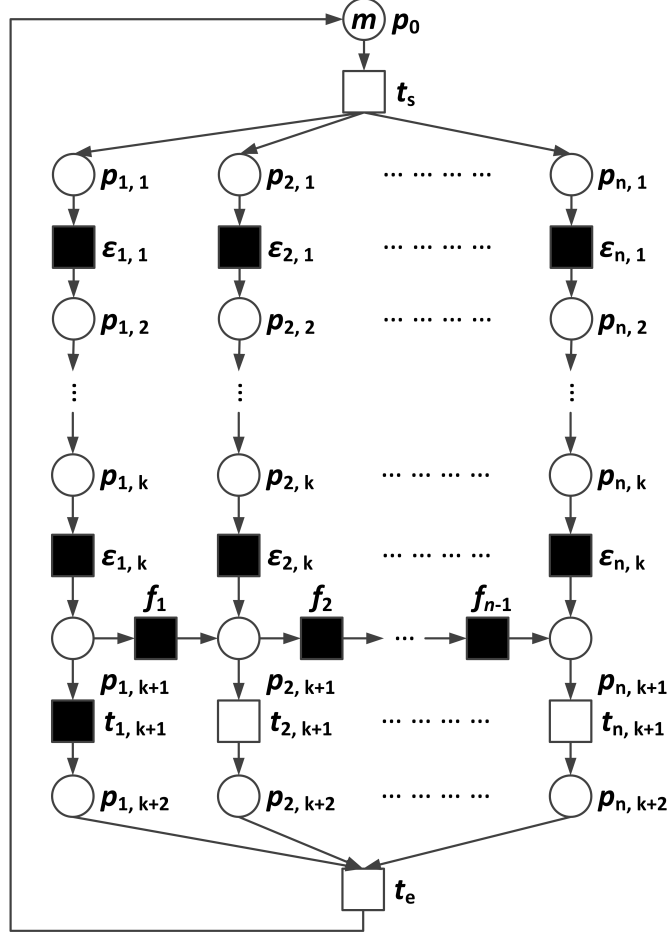 m p0
ts
p1, 1 p2, 1 ... ... ... ... pn, 1
ε1, 1 ε2, 1 ... ... ... ... εn, 1
p1, 2 p2, 2 ... ... ... ... pn, 2
... ... ...
p1, k p2, k ... ... ... ... pn, k
ε1, k ε2, k ... ... ... ... εn, k
f1 f2 fn-1
...
p1, k+1 p2, k+1 pn, k+1
t1, k+1 t2, k+1 ... ... ... ... tn, k+1
p1, k+2 p2, k+2 ... ... ... ... pn, k+2
te